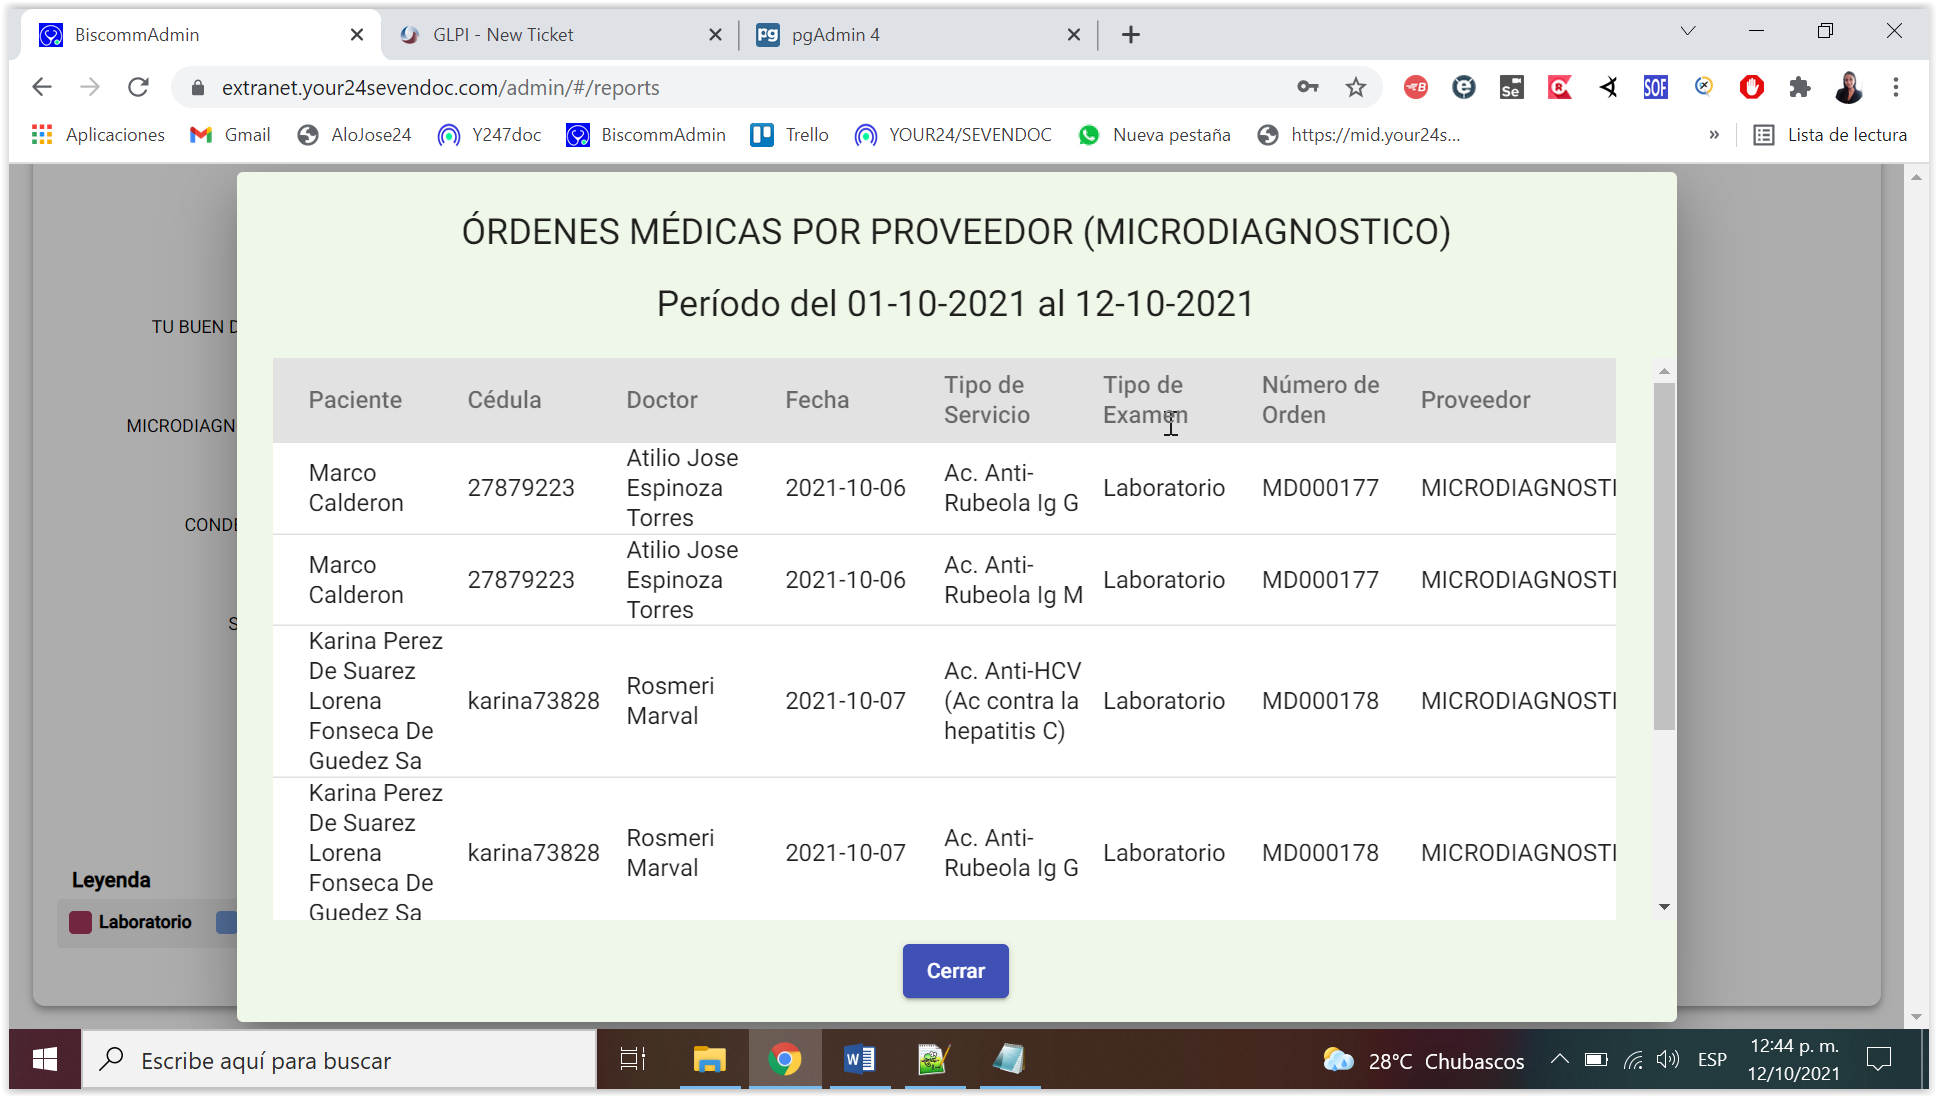 BiscommAdmin
GLPI - New Ticket
pgAdmin 4
extranet.your24sevendoc.com/admin/#/reports
Aplicaciones
Gmail
AloJose24
Y247doc
BiscommAdmin
Trello
YOUR24/SEVENDOC
Nueva pestaña
https://mid.your24s...
»
Lista de lectura
ÓRDENES MÉDICAS POR PROVEEDOR (MICRODIAGNOSTICO)
Período del 01-10-2021 al 12-10-2021
TU BUEN D
MICRODIAGN
CONDE
S
Paciente Cédula Doctor Fecha Tipo de Servicio Tipo de Examen Número de Orden Proveedor
Marco Calderon 27879223 Atilio Jose Espinoza Torres 2021-10-06 Ac. Anti-Rubeola Ig G Laboratorio MD000177 MICRODIAGNOSTI
Marco Calderon 27879223 Atilio Jose Espinoza Torres 2021-10-06 Ac. Anti-Rubeola Ig M Laboratorio MD000177 MICRODIAGNOSTI
Karina Perez De Suarez Lorena Fonseca De Guedez Sa karina73828 Rosmeri Marval 2021-10-07 Ac. Anti-HCV (Ac contra la hepatitis C) Laboratorio MD000178 MICRODIAGNOSTI
Karina Perez De Suarez Lorena Fonseca De Guedez Sa karina73828 Rosmeri Marval 2021-10-07 Ac. Anti-Rubeola Ig G Laboratorio MD000178 MICRODIAGNOSTI
Leyenda
Laboratorio
Cerrar
Escribe aquí para buscar
28°C Chubascos
ESP
12:44 p. m.
12/10/2021